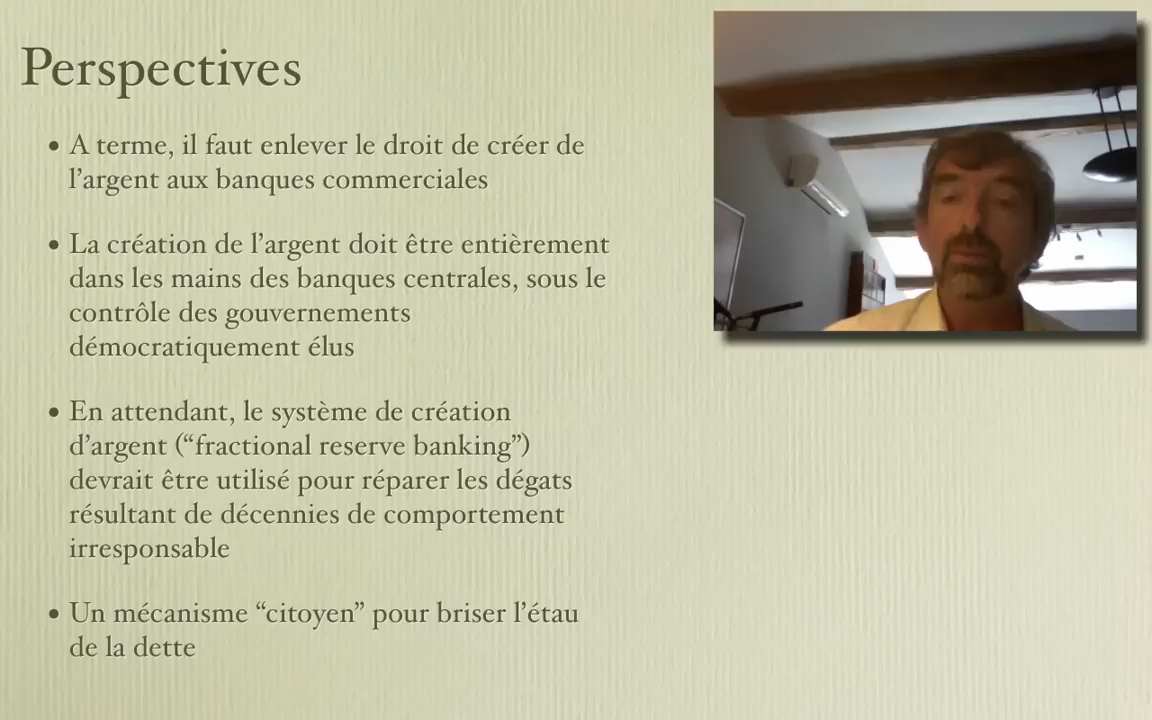 Perspectives
• A terme, il faut enlever le droit de créer de
l’argent aux banques commerciales
• La création de l’argent doit être entièrement
dans les mains des banques centrales, sous le
contrôle des gouvernements
démocratiquement élus
• En attendant, le système de création
d’argent (“fractional reserve banking”)
devrait être utilisé pour réparer les dégats
résultant de décennies de comportement
irresponsable
• Un mécanisme “citoyen” pour briser l’étau
de la dette